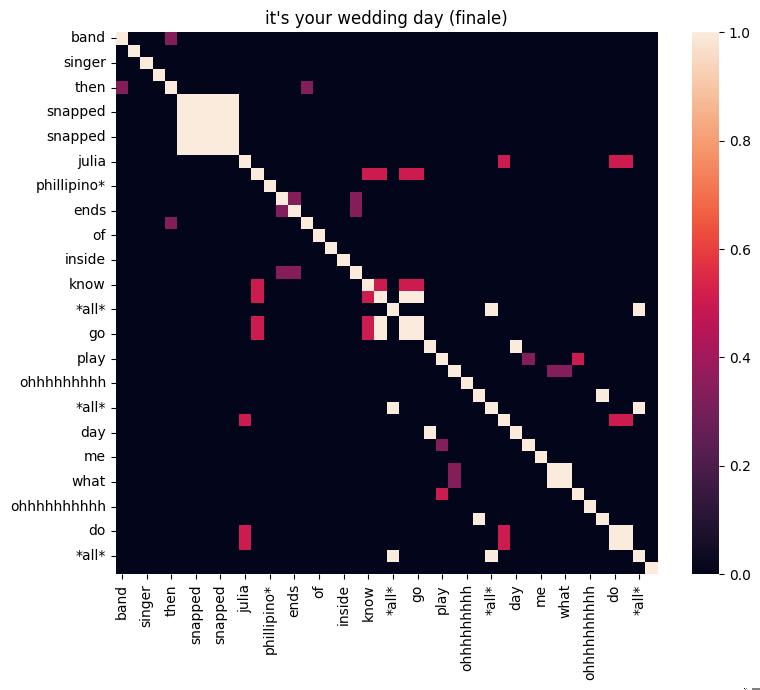 it's your wedding day (finale)
band
singer
then
snapped
snapped
julia
phillipino*
ends
of
inside
know
*all*
go
play
ohhhhhhhhh
*all*
day
me
what
ohhhhhhhhhh
do
*all*
1.0
0.8
0.6
0.4
0.2
0.0
band
singer
then
snapped
snapped
julia
phillipino*
ends
of
inside
know
*all*
go
play
ohhhhhhhhh
*all*
day
me
what
ohhhhhhhhhh
do
*all*